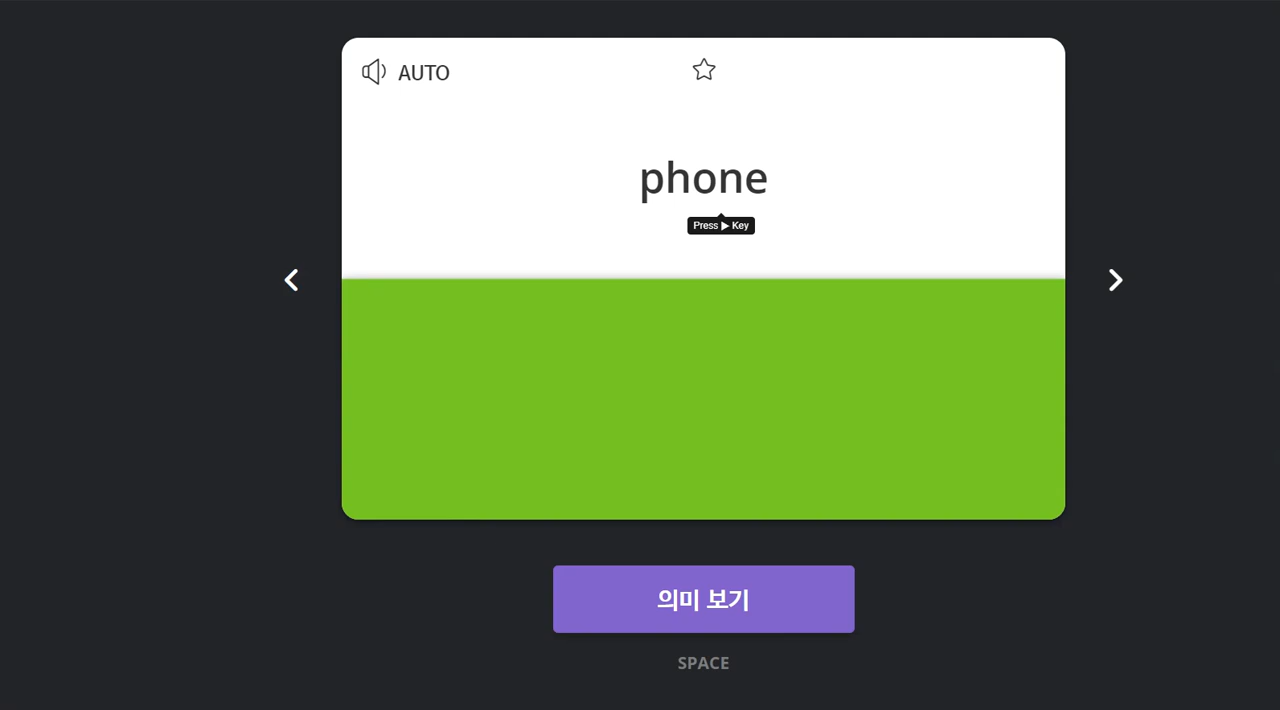 AUTO
phone
Press ▶ Key
의미 보기
SPACE